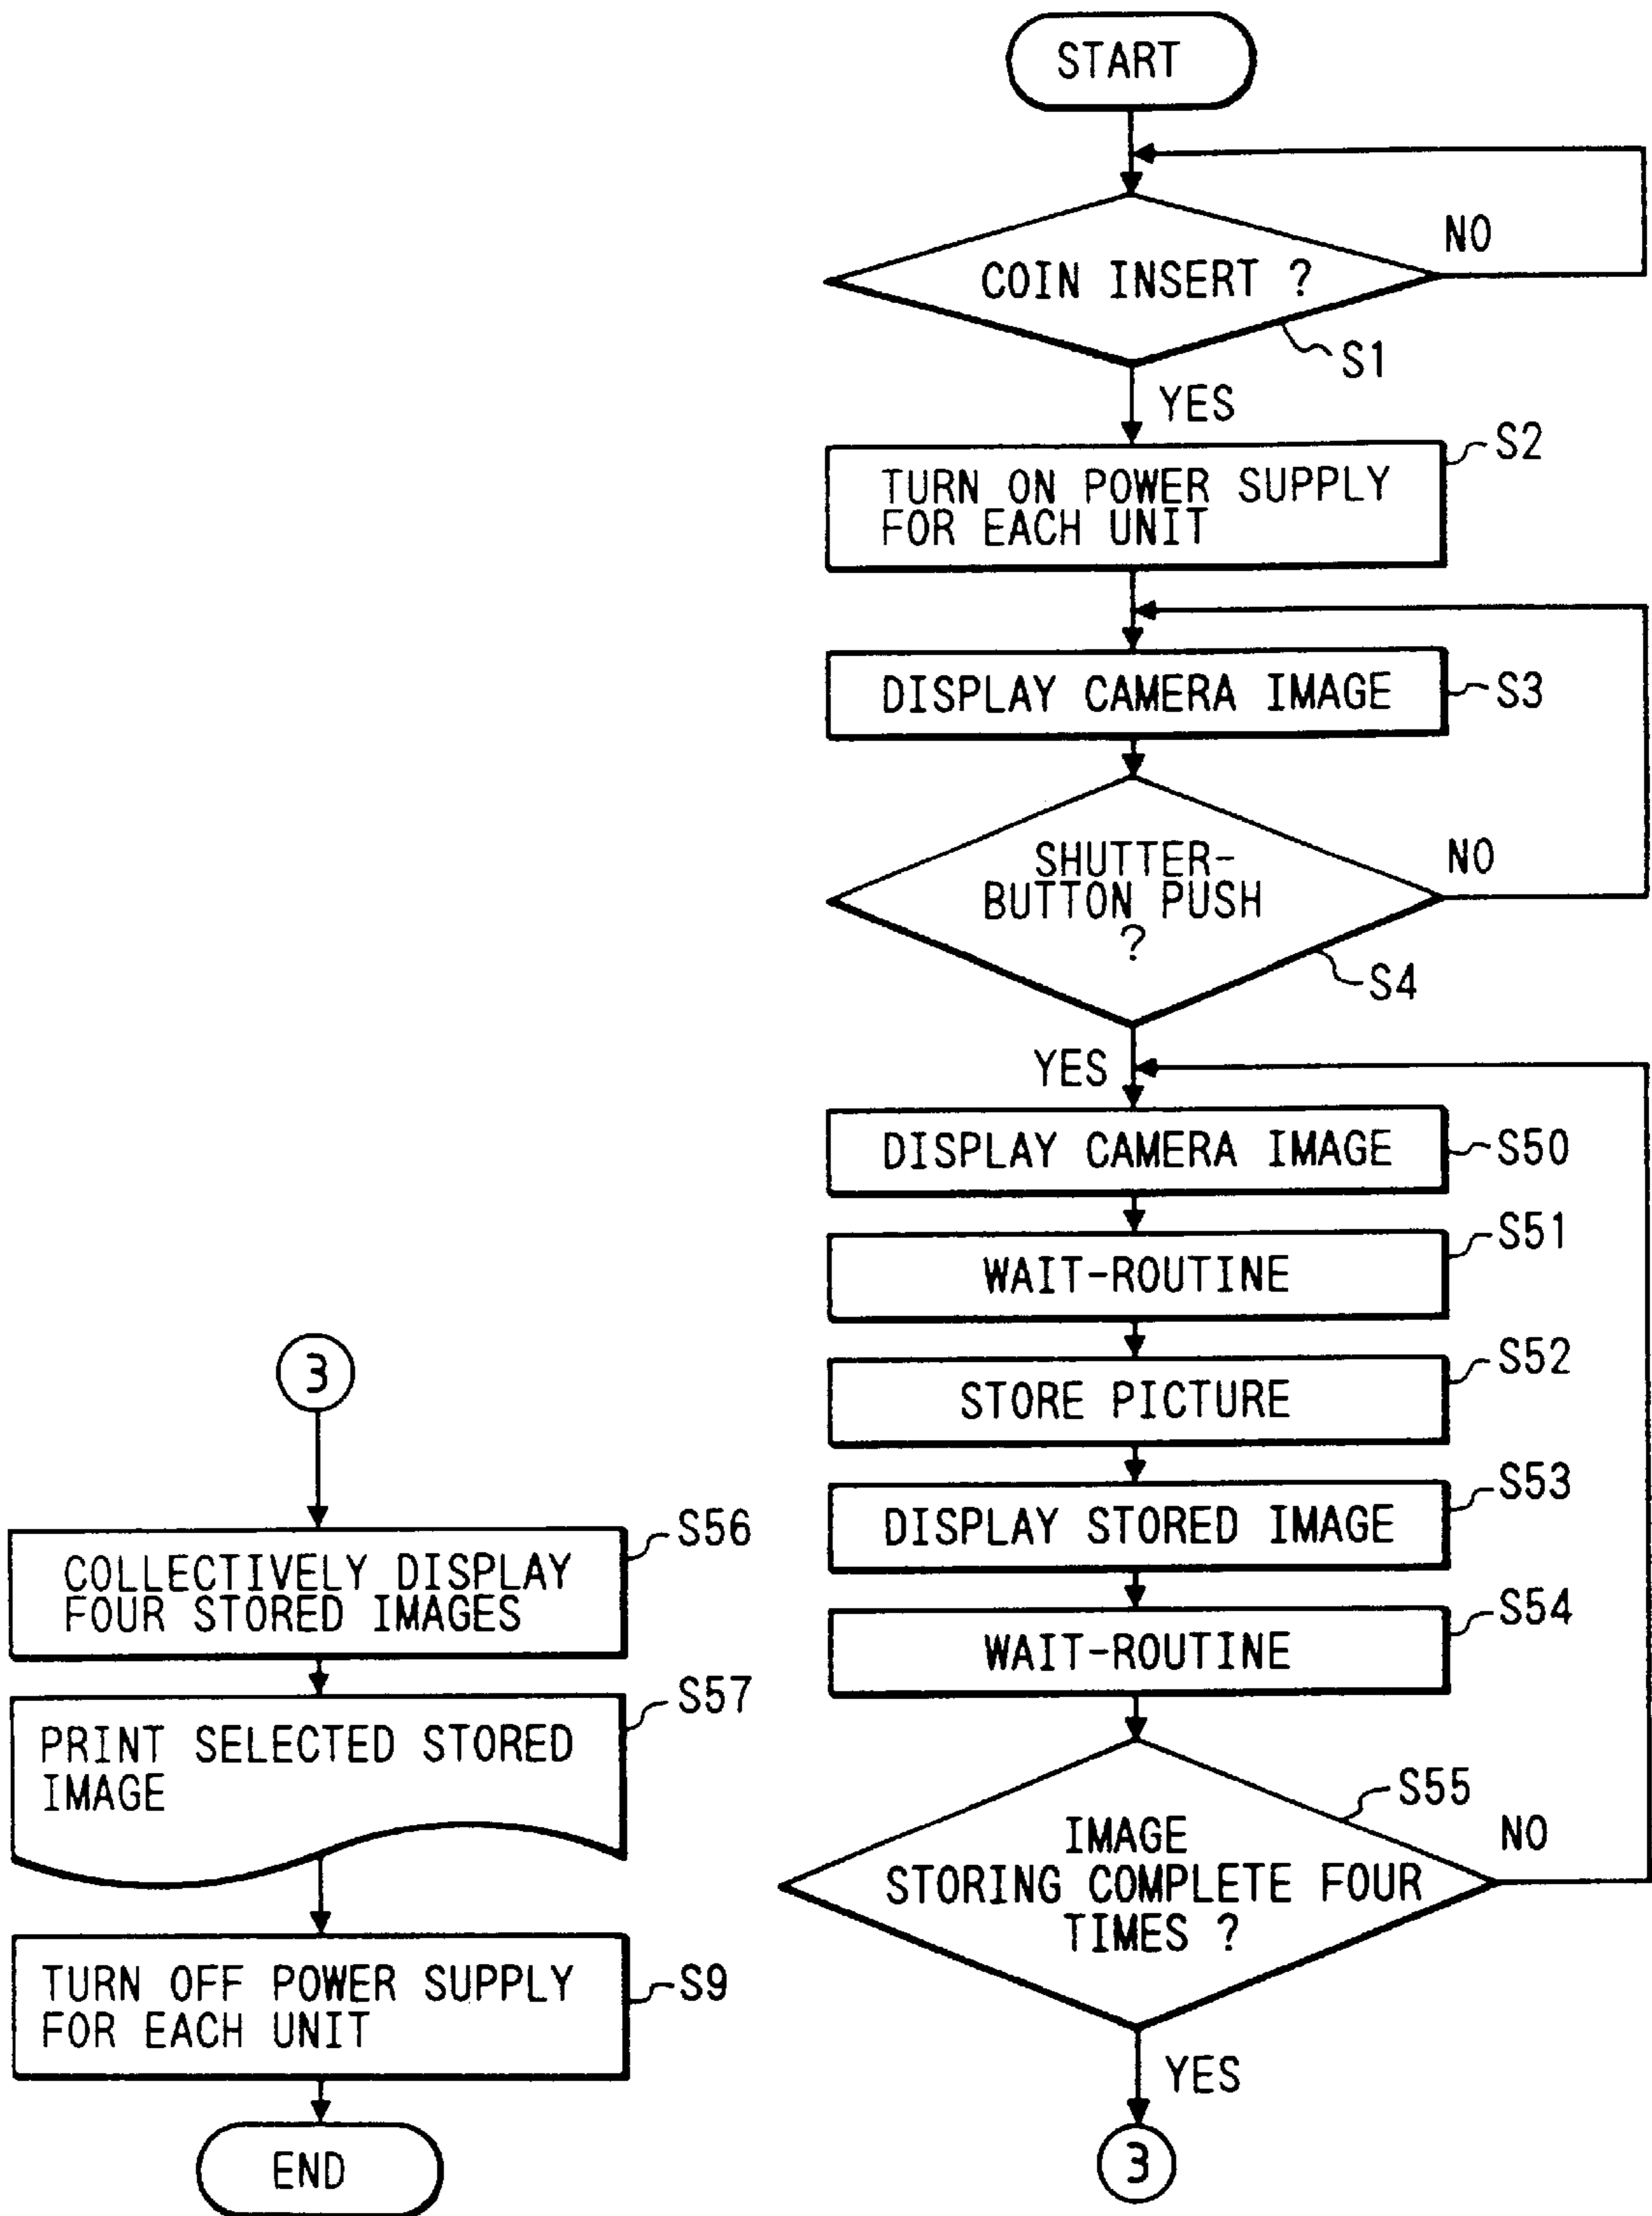 START
COIN INSERT ?
NO
S1
YES
S2
TURN ON POWER SUPPLY
FOR EACH UNIT
DISPLAY CAMERA IMAGE
S3
SHUTTER-
BUTTON PUSH
?
NO
S4
YES
DISPLAY CAMERA IMAGE
S50
S51
WAIT-ROUTINE
S52
STORE PICTURE
S53
DISPLAY STORED IMAGE
S54
WAIT-ROUTINE
S55
IMAGE
STORING COMPLETE FOUR
TIMES ?
NO
YES
3
3
S56
COLLECTIVELY DISPLAY
FOUR STORED IMAGES
S57
PRINT SELECTED STORED
IMAGE
TURN OFF POWER SUPPLY
FOR EACH UNIT
S9
END